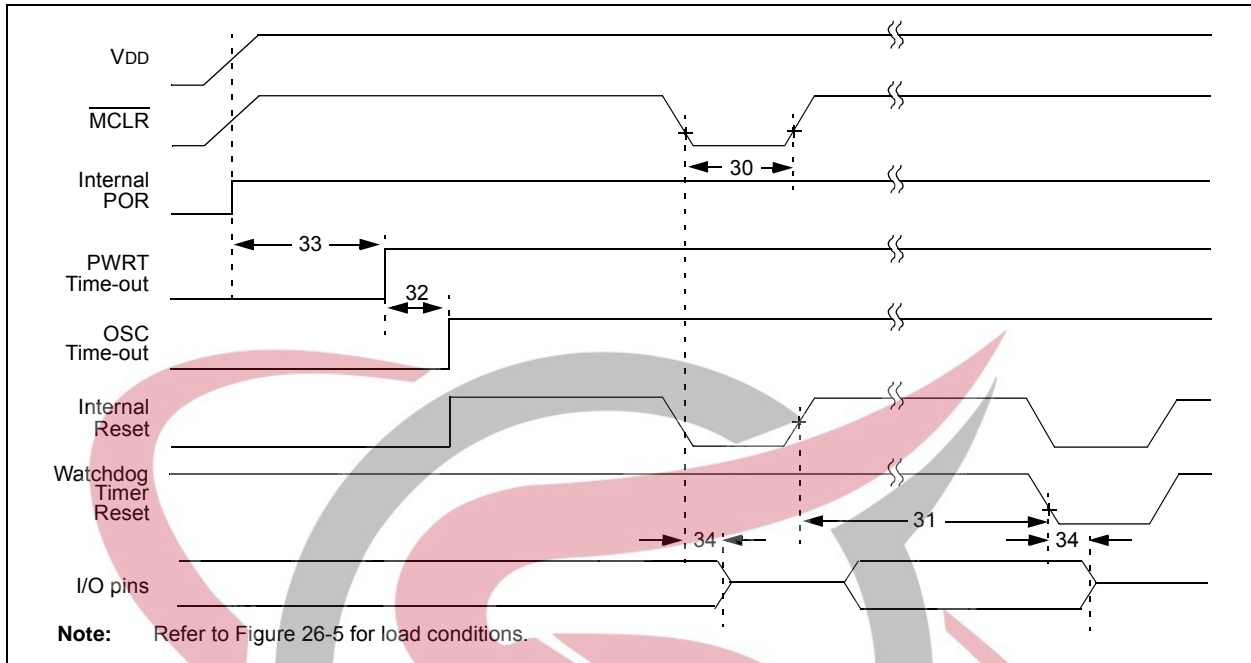 VDD
MCLR
30
Internal
POR
33
PWRT
Time-out
32
OSC
Time-out
Internal
Reset
Watchdog
Timer
Reset
31
34
34
I/O pins
Note: Refer to Figure 26-5 for load conditions.